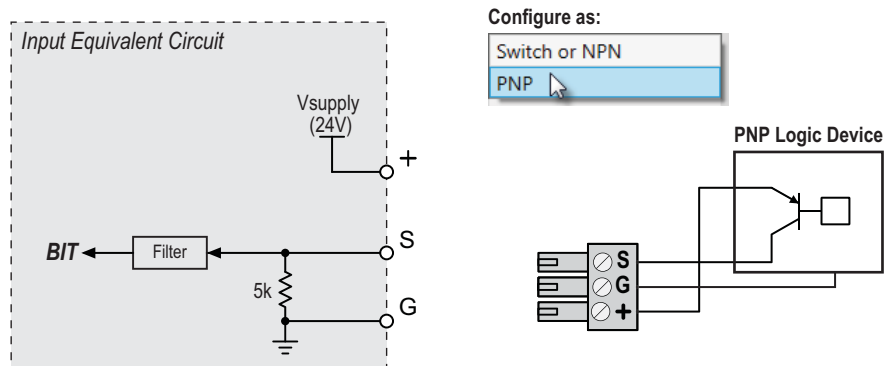 Input Equivalent Circuit
Vsupply
(24V)
+
S
BIT
Filter
5k
G
Configure as:
Switch or NPN
PNP
PNP Logic Device
S
G
+